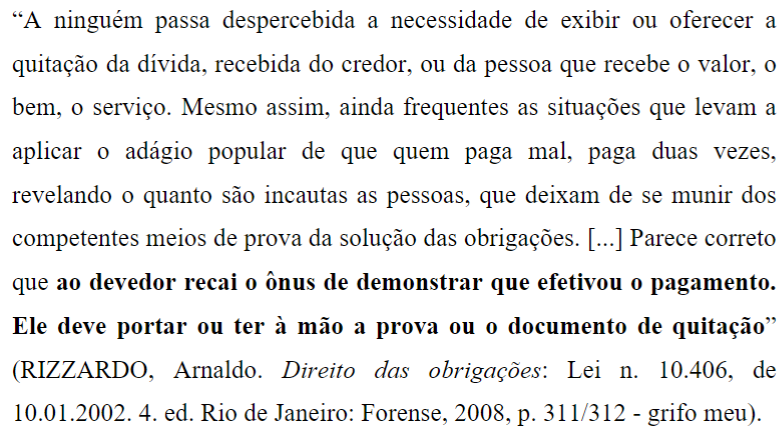 “A ninguém passa despercebida a necessidade de exibir ou oferecer a
quitação da dívida, recebida do credor, ou da pessoa que recebe o valor, o
bem, o serviço. Mesmo assim, ainda frequentes as situações que levam a
aplicar o adágio popular de que quem paga mal, paga duas vezes,
revelando o quanto são incautas as pessoas, que deixam de se munir dos
competentes meios de prova da solução das obrigações. [...] Parece correto
que ao devedor recai o ônus de demonstrar que efetivou o pagamento.
Ele deve portar ou ter à mão a prova ou o documento de quitação”
(RIZZARDO, Arnaldo. Direito das obrigações: Lei n. 10.406, de
10.01.2002. 4. ed. Rio de Janeiro: Forense, 2008, p. 311/312 - grifo meu).